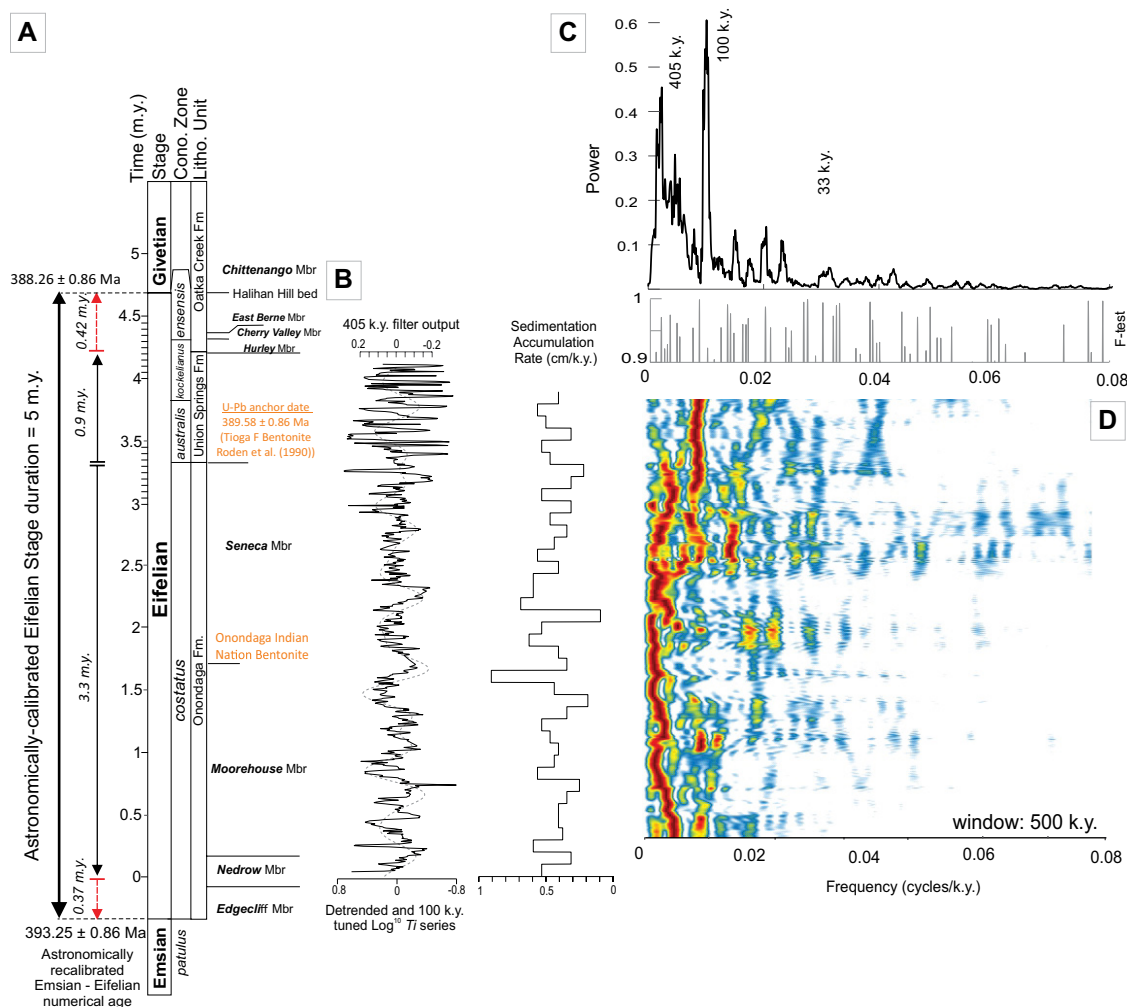 A
Time (m.y.)
Stage
Cono. Zone
Litho. Unit
Astronomically-calibrated Eifelian Stage duration = 5 m.y.
388.26 ± 0.86 Ma
0.42 m.y.
0.9 m.y.
3.3 m.y.
0.37 m.y.
393.25 ± 0.86 Ma
Astronomically
recalibrated
Emsian - Eifelian
numerical age
5
4.5
4
3.5
3
2.5
2
1.5
1
0.5
0
Givetian
Eifelian
Emsian
ensensis
kockelianus
australis
costatus
patulus
Oatka Creek Fm
Union Springs Fm
Onondaga Fm.
Chittenango Mbr
Halihan Hill bed
East Berne Mbr
Cherry Valley Mbr
Hurley Mbr
U-Pb anchor date
389.58 ± 0.86 Ma
(Tioga F Bentonite
Roden et al. (1990))
Seneca Mbr
Onondaga Indian
Nation Bentonite
Moorehouse Mbr
Nedrow Mbr
Edgecliff Mbr
B
405 k.y. filter output
0.2 0 -0.2
0.8 0 -0.8
Detrended and 100 k.y.
tuned Log¹⁰ Ti series
Sedimentation
Accumulation
Rate (cm/k.y.)
1 0.5 0
C
Power
0.6
0.5
0.4
0.3
0.2
0.1
405 k.y.
100 k.y.
33 k.y.
1
0.9
F-test
0 0.02 0.04 0.06 0.08
D
window: 500 k.y.
0 0.02 0.04 0.06 0.08
Frequency (cycles/k.y.)